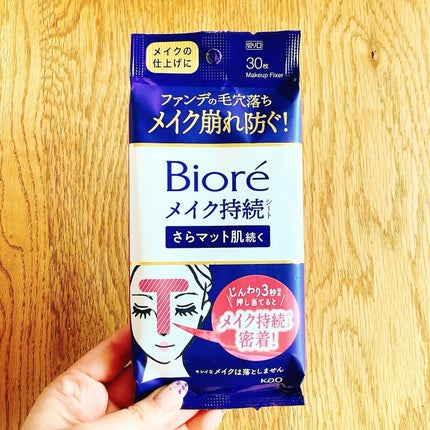 メイクの
仕上げに
切り口
30枚
Makeup Fixer
ファンデの毛穴落ち
メイク崩れ防ぐ!
Bioré
メイク持続シート
さらマット肌続く
T
じんわり3秒
押し当てると
メイク持続
密着!
キレイなメイクは落としません
Kao